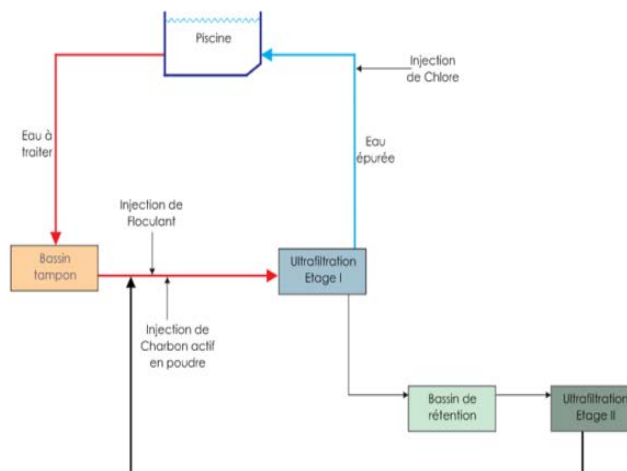 Piscine
Injection
de Chlore
Eau à
traiter
Eau
épurée
Injection de
Floculant
Bassin
tampon
Ultrafiltration
Etage I
Injection de
Charbon actif
en poudre
Bassin de
rétention
Ultrafiltration
Etage II